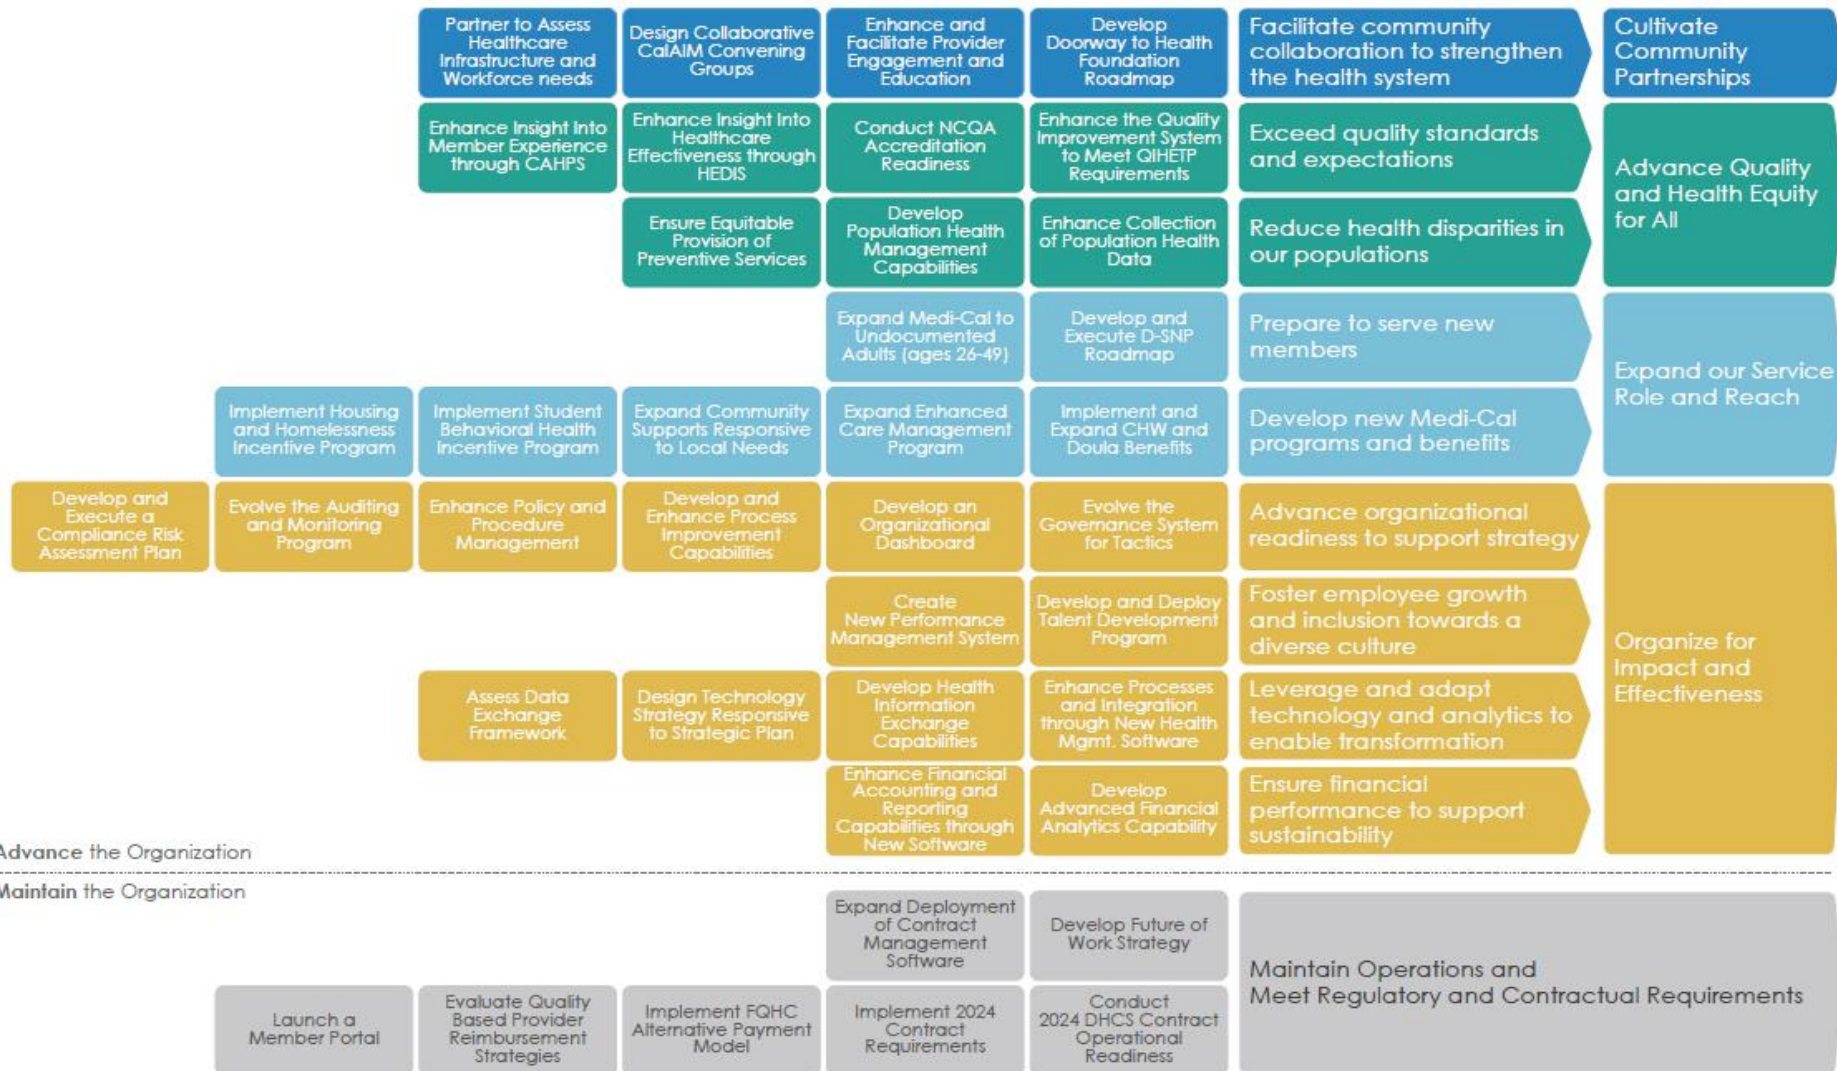 Partner to Assess
Healthcare
Infrastructure and
Workforce needs
Design Collaborative
CalAIM Convening
Groups
Enhance and
Facilitate Provider
Engagement and
Education
Develop
Doorway to Health
Foundation
Roadmap
Facilitate community
collaboration to strengthen
the health system
Cultivate
Community
Partnerships
Enhance Insight Into
Member Experience
through CAHPS
Enhance Insight Into
Healthcare
Effectiveness through
HEDIS
Conduct NCQA
Accreditation
Readiness
Enhance the Quality
Improvement System
to Meet QIHETP
Requirements
Exceed quality standards
and expectations
Advance Quality
and Health Equity
for All
Ensure Equitable
Provision of
Preventive Services
Develop
Population Health
Management
Capabilities
Enhance Collection
of Population Health
Data
Reduce health disparities in
our populations
Expand Medi-Cal to
Undocumented
Adults (ages 26-49)
Develop and
Execute D-SNP
Roadmap
Prepare to serve new
members
Expand our Service
Role and Reach
Implement Housing
and Homelessness
Incentive Program
Implement Student
Behavioral Health
Incentive Program
Expand Community
Supports Responsive
to Local Needs
Expand Enhanced
Care Management
Program
Implement and
Expand CHW and
Doula Benefits
Develop new Medi-Cal
programs and benefits
Develop and
Execute a
Compliance Risk
Assessment Plan
Evolve the Auditing
and Monitoring
Program
Enhance Policy and
Procedure
Management
Develop and
Enhance Process
Improvement
Capabilities
Develop an
Organizational
Dashboard
Evolve the
Governance System
for Tactics
Advance organizational
readiness to support strategy
Organize for
Impact and
Effectiveness
Create
New Performance
Management System
Develop and Deploy
Talent Development
Program
Foster employee growth
and inclusion towards a
diverse culture
Assess Data
Exchange
Framework
Design Technology
Strategy Responsive
to Strategic Plan
Develop Health
Information
Exchange
Capabilities
Enhance Processes
and Integration
through New Health
Mgmt. Software
Leverage and adapt
technology and analytics to
enable transformation
Enhance Financial
Accounting and
Reporting
Capabilities through
New Software
Develop
Advanced Financial
Analytics Capability
Ensure financial
performance to support
sustainability
Advance the Organization
Maintain the Organization
Expand Deployment
of Contract
Management
Software
Develop Future of
Work Strategy
Maintain Operations and
Meet Regulatory and Contractual Requirements
Launch a
Member Portal
Evaluate Quality
Based Provider
Reimbursement
Strategies
Implement FQHC
Alternative Payment
Model
Implement 2024
Contract
Requirements
Conduct
2024 DHCS Contract
Operational
Readiness